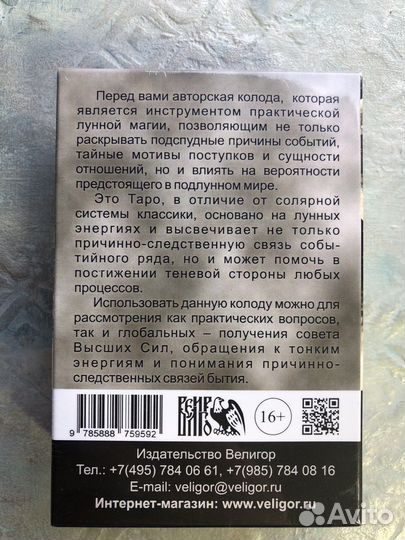 Перед вами авторская колода, которая
является инструментом практической
лунной магии, позволяющим не только
раскрывать подспудные причины событий,
тайные мотивы поступков и сущности
отношений, но и влиять на вероятности
предстоящего в подлунном мире.
Это Таро, в отличие от солярной
системы классики, основано на лунных
энергиях и высвечивает не только
причинно-следственную связь собы-
тийного ряда, но и может помочь в
постижении теневой стороны любых
процессов.
Использовать данную колоду можно для
рассмотрения как практических вопросов,
так и глобальных – получения совета
Высших Сил, обращения к тонким
энергиям и понимания причинно-
следственных связей бытия.
9 785888 759592
16+
Издательство Велигор
Тел.: +7(495) 784 06 61, +7(985) 784 08 16
E-mail: veligor@veligor.ru
Интернет-магазин: www.veligor.ru
Avito